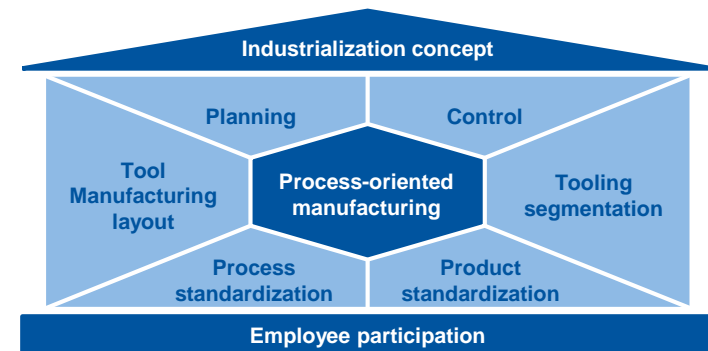 Industrialization concept
Planning
Control
Tool
Manufacturing
layout
Process-oriented
manufacturing
Tooling
segmentation
Process
standardization
Product
standardization
Employee participation